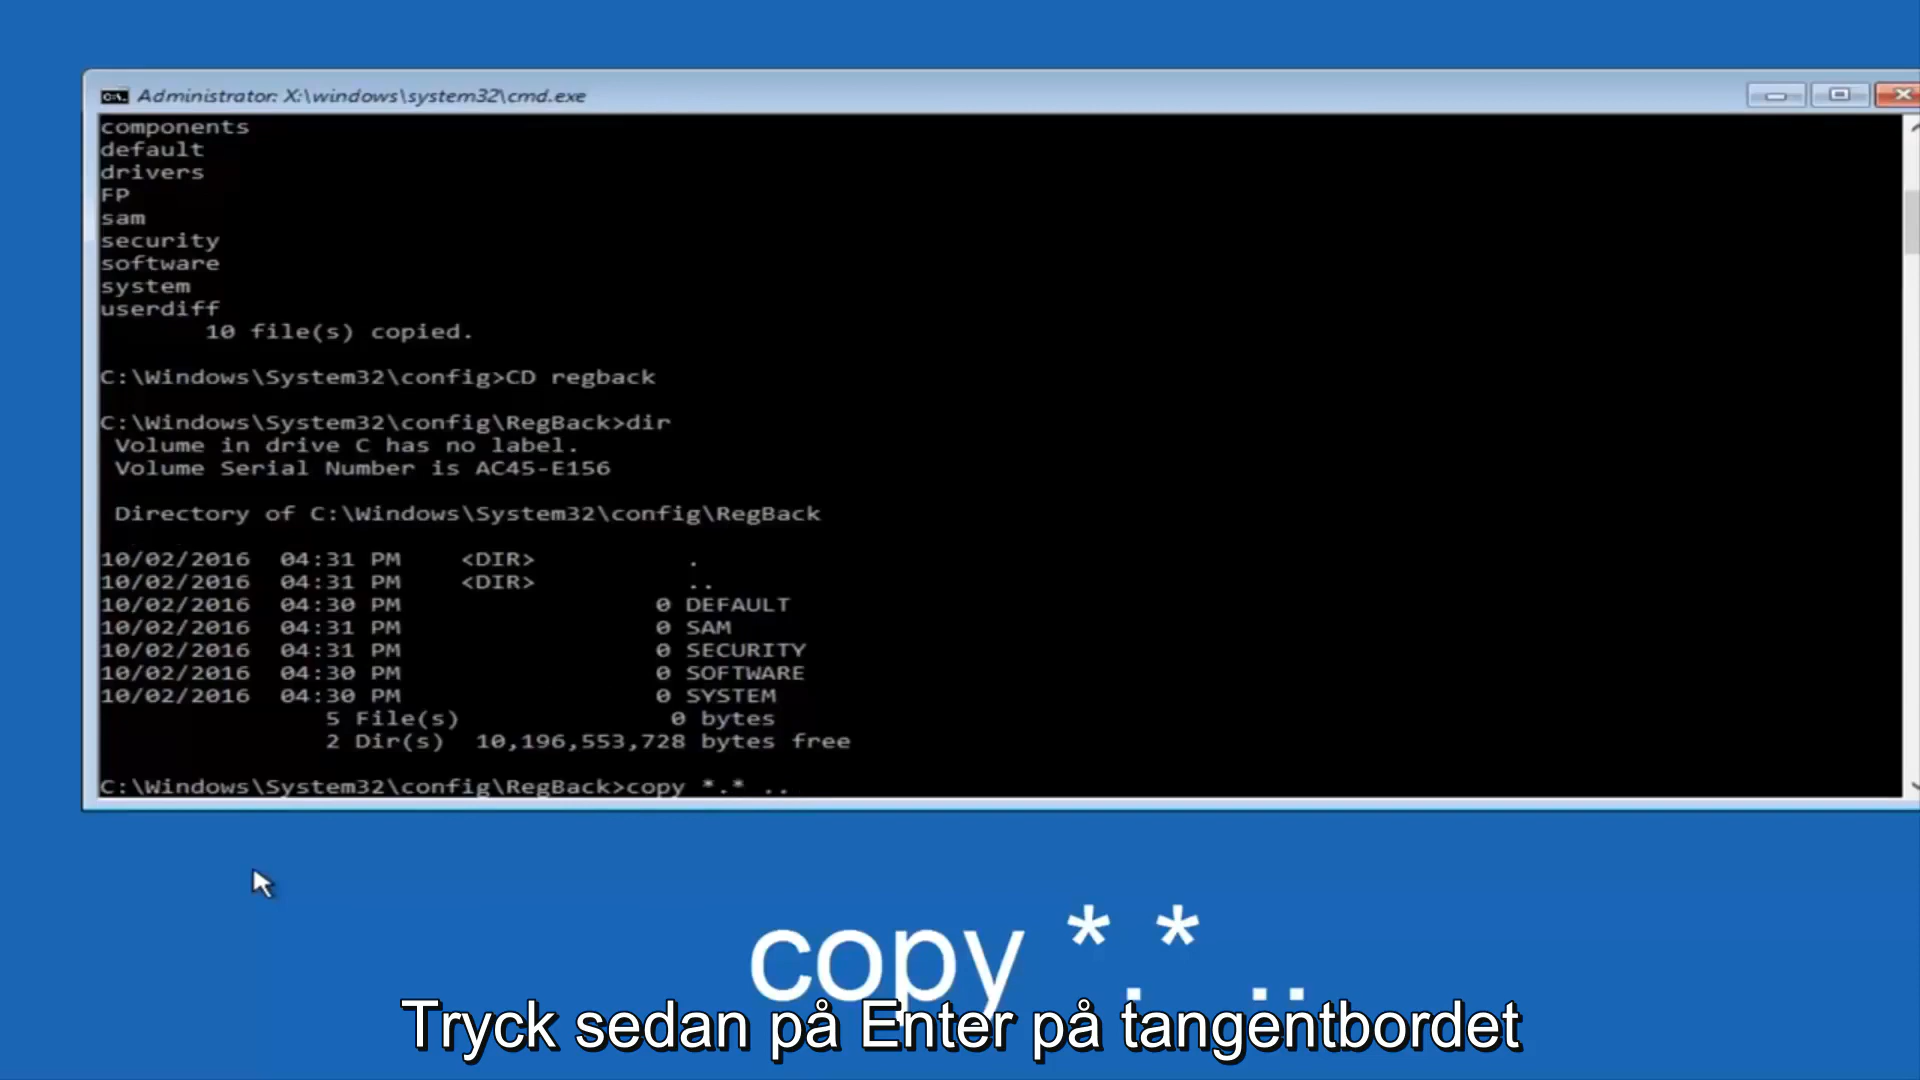 Administrator: X:\windows\system32\cmd.exe
components
default
drivers
FP
sam
security
software
system
userdiff
10 file(s) copied.
C:\Windows\System32\config>CD regback
C:\Windows\System32\config\RegBack>dir
Volume in drive C has no label.
Volume Serial Number is AC45-E156
Directory of C:\Windows\System32\config\RegBack
10/02/2016 04:31 PM <DIR> .
10/02/2016 04:31 PM <DIR> ..
10/02/2016 04:30 PM 0 DEFAULT
10/02/2016 04:31 PM 0 SAM
10/02/2016 04:31 PM 0 SECURITY
10/02/2016 04:30 PM 0 SOFTWARE
10/02/2016 04:30 PM 0 SYSTEM
5 File(s) 0 bytes
2 Dir(s) 10,196,553,728 bytes free
C:\Windows\System32\config\RegBack>copy *.* ..
copy *.* ..
Tryck sedan på Enter på tangentbordet